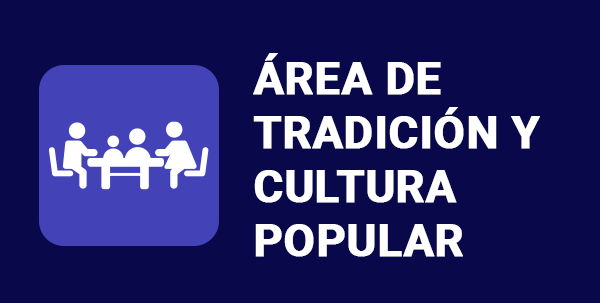 ÁREA DE
TRADICIÓN Y
CULTURA
POPULAR